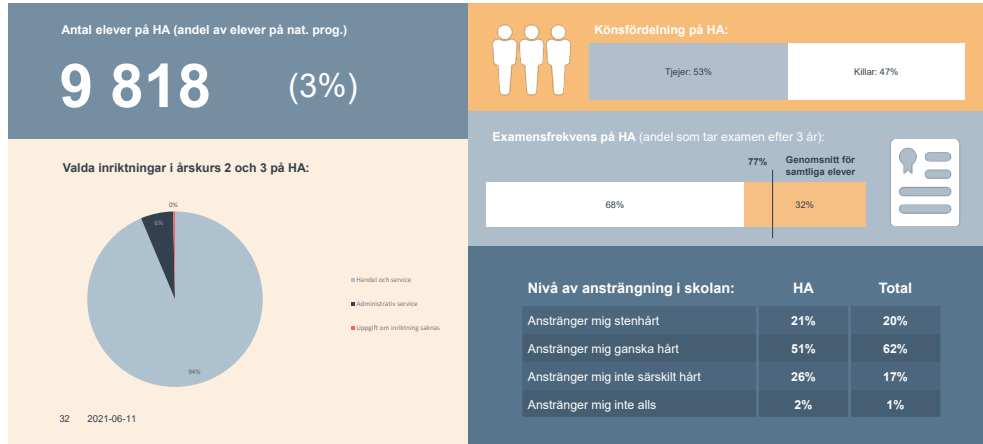 Antal elever på HA (andel av elever på nat. prog.)
9 818 (3%)
Valda inriktningar i årskurs 2 och 3 på HA:
0%
6%
94%
Handel och service
Administrativ service
Uppgift om inriktning saknas
32 2021-06-11
Könsfördelning på HA:
Tjejer: 53% Killar: 47%
Examensfrekvens på HA (andel som tar examen efter 3 år):
77% Genomsnitt för
samtliga elever
68% 32%
Nivå av ansträngning i skolan: HA Total
Anstränger mig stenhårt 21% 20%
Anstränger mig ganska hårt 51% 62%
Anstränger mig inte särskilt hårt 26% 17%
Anstränger mig inte alls 2% 1%